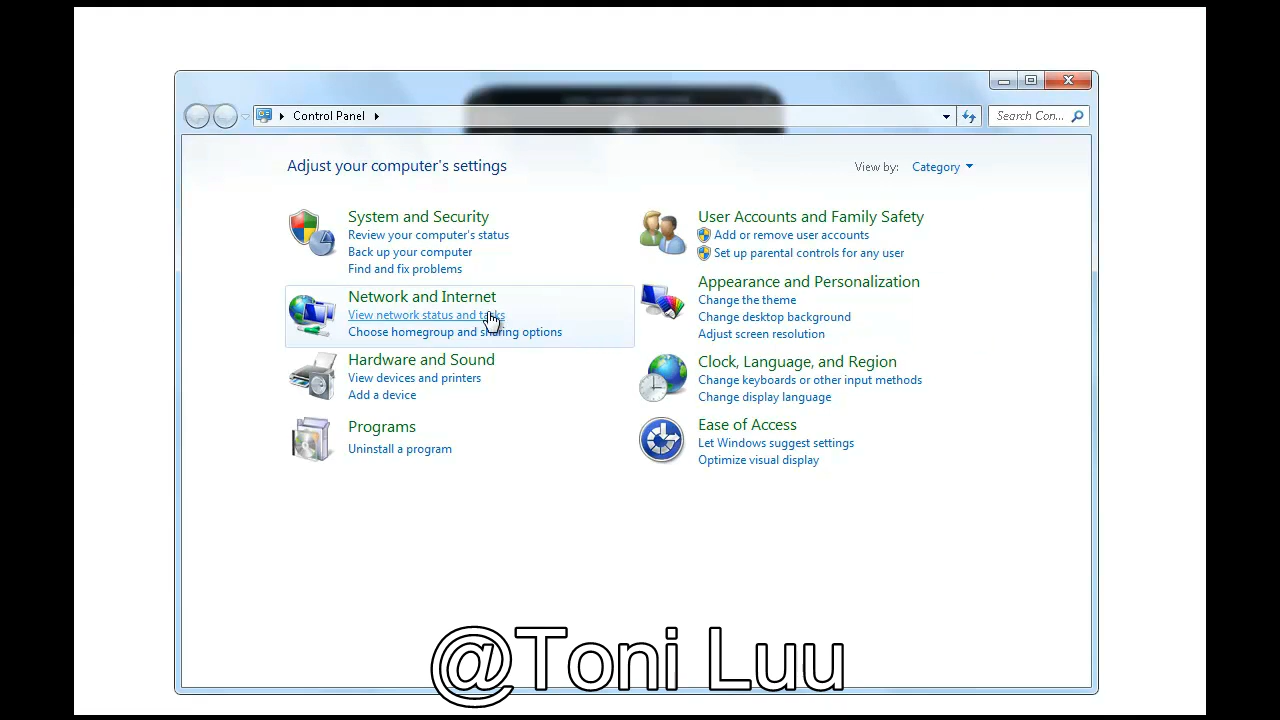 Control Panel
Search Con...
Adjust your computer's settings
View by: Category
System and Security
Review your computer's status
Back up your computer
Find and fix problems
Network and Internet
View network status and tasks
Choose homegroup and sharing options
Hardware and Sound
View devices and printers
Add a device
Programs
Uninstall a program
User Accounts and Family Safety
Add or remove user accounts
Set up parental controls for any user
Appearance and Personalization
Change the theme
Change desktop background
Adjust screen resolution
Clock, Language, and Region
Change keyboards or other input methods
Change display language
Ease of Access
Let Windows suggest settings
Optimize visual display
@Toni Luu